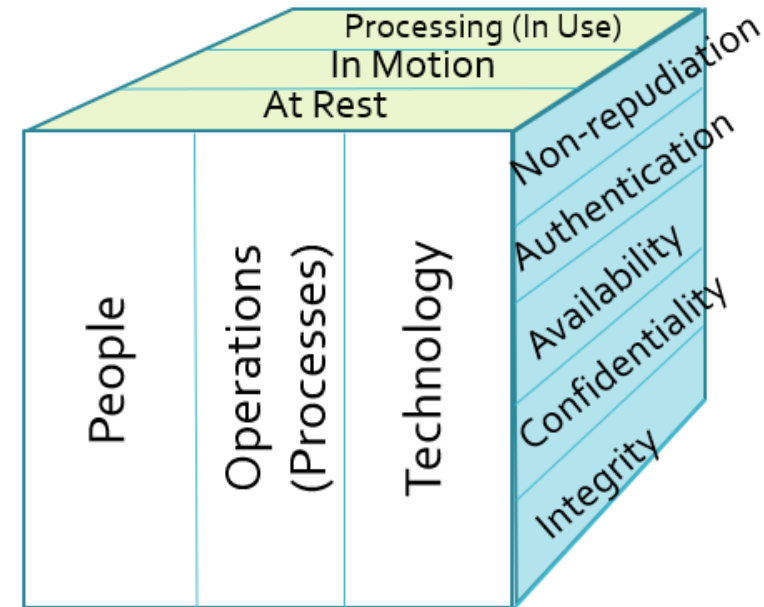 Processing (In Use)
In Motion
At Rest
People
Operations
(Processes)
Technology
Non-repudiation
Authentication
Availability
Confidentiality
Integrity